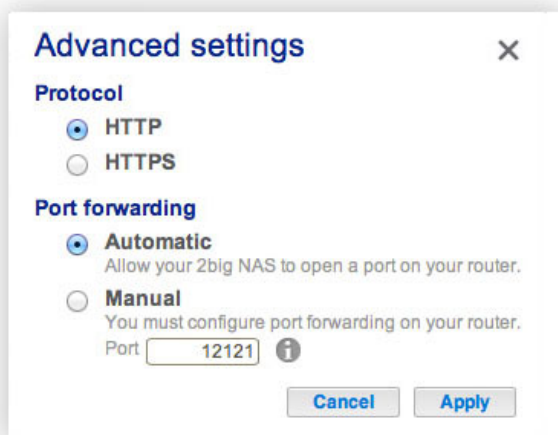 Advanced settings
Protocol
HTTP
HTTPS
Port forwarding
Automatic
Allow your 2big NAS to open a port on your router.
Manual
You must configure port forwarding on your router.
Port 12121
Cancel Apply